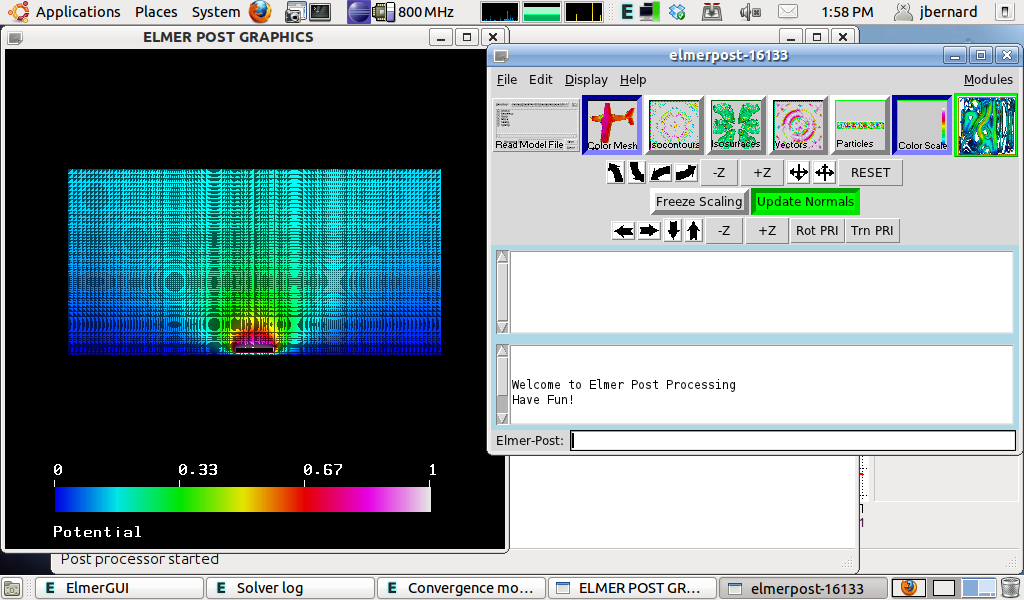 Applications Places System 800 MHz E 1:58 PM jbernard
ELMER POST GRAPHICS
elmerpost-16133
File Edit Display Help Modules
Read Model File Color Mesh Isocontours Isosurfaces Vectors Particles Color Scale
-Z +Z RESET
Freeze Scaling Update Normals
-Z +Z Rot PRI Trn PRI
Welcome to Elmer Post Processing
Have Fun!
Elmer-Post:
0 0.33 0.67 1
Potential
1
1
Post processor started
E ElmerGUI E Solver log E Convergence mo... ELMER POST GR... elmerpost-16133